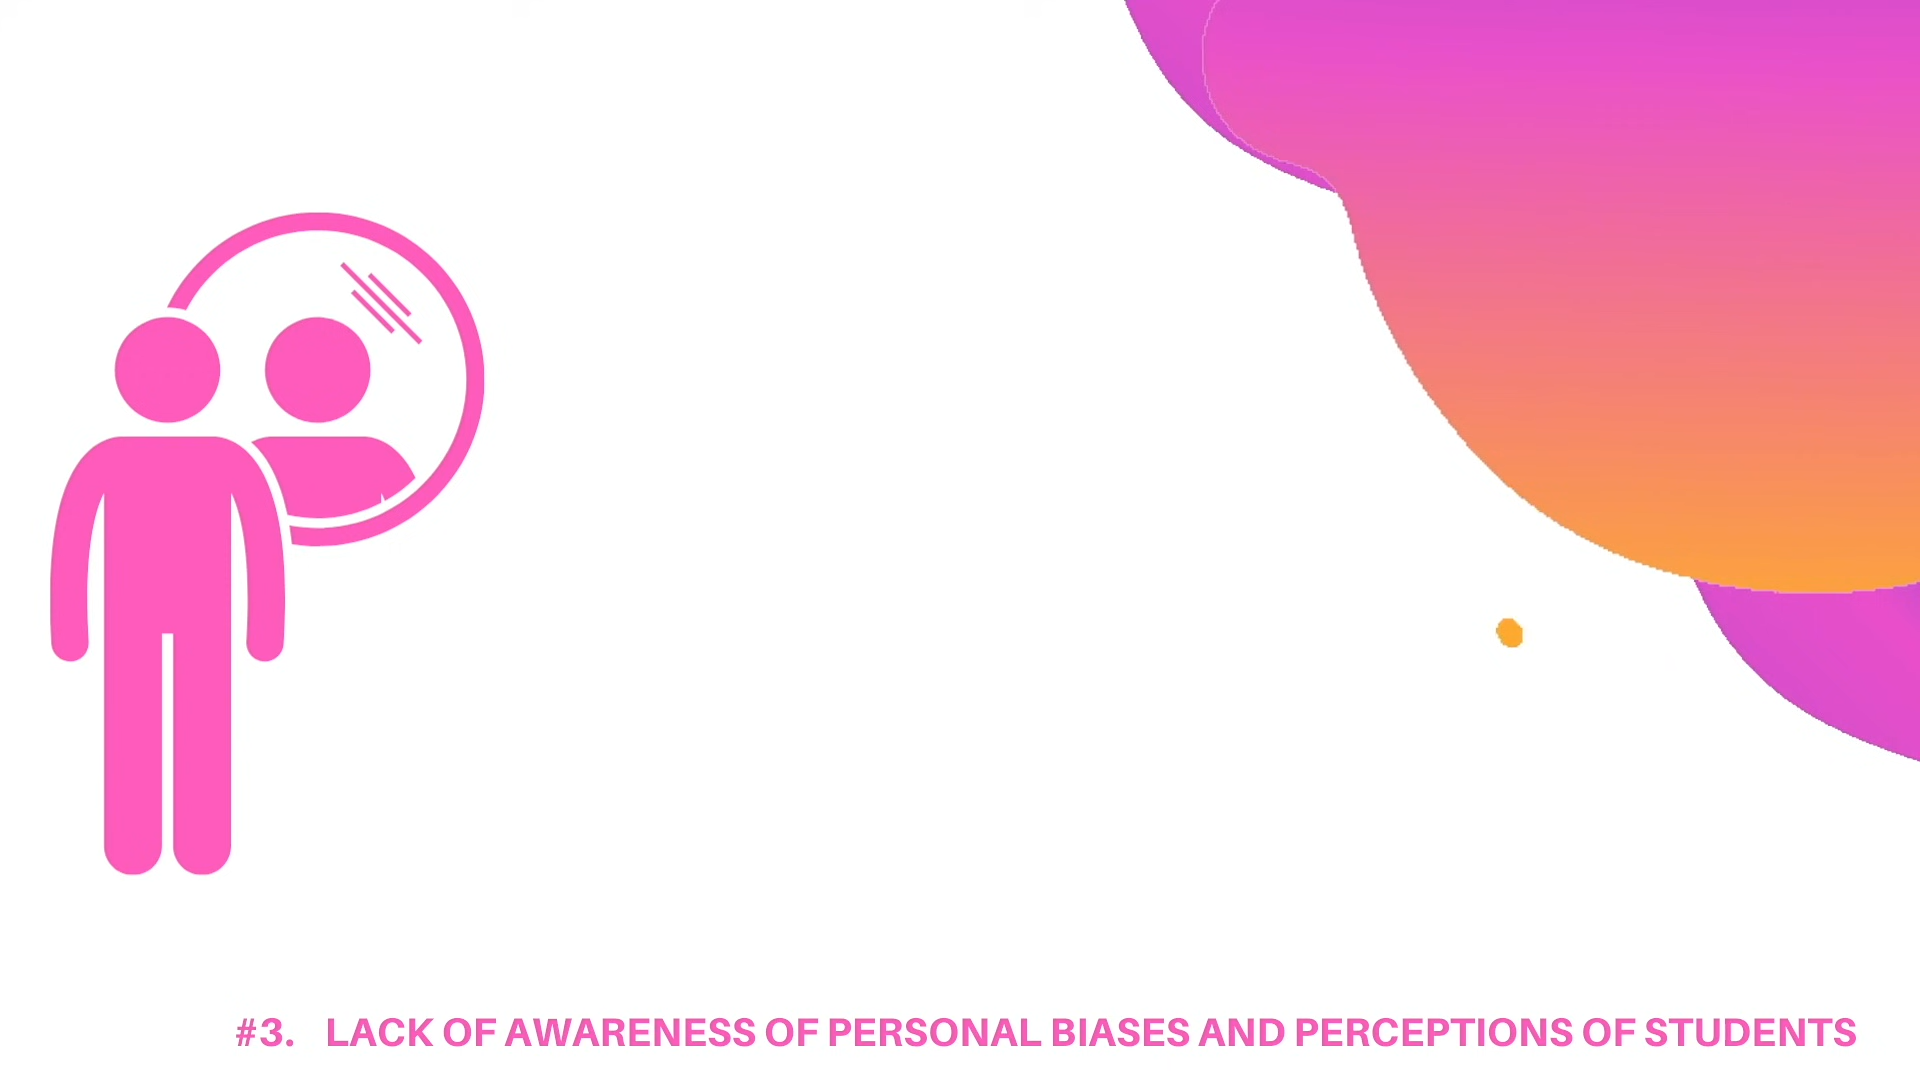 #3. LACK OF AWARENESS OF PERSONAL BIASES AND PERCEPTIONS OF STUDENTS